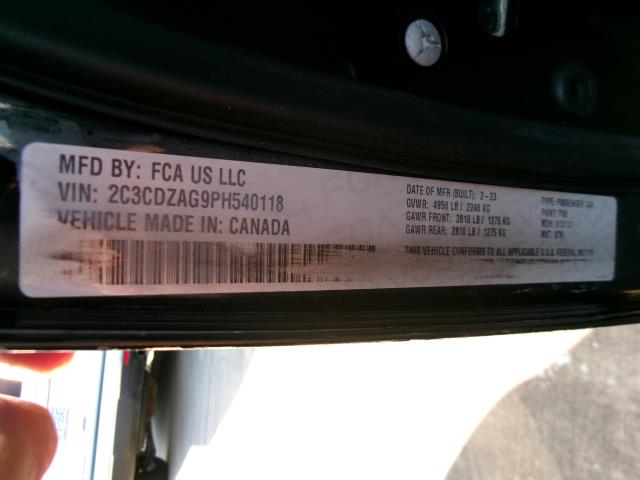 MFD BY: FCA US LLC
VIN: 2C3CDZAG9PH540118
VEHICLE MADE IN: CANADA
DATE OF MFR (BUILT): 2-23
GVWR: 4950 LB / 2246 KG
GAWR FRONT: 2810 LB / 1275 KG
GAWR REAR: 2810 LB / 1275 KG
TYPE: PASSENGER CAR
PAINT:
MDH:
THIS VEHICLE CONFORMS TO ALL APPLICABLE U.S.A. FEDERAL MOTOR